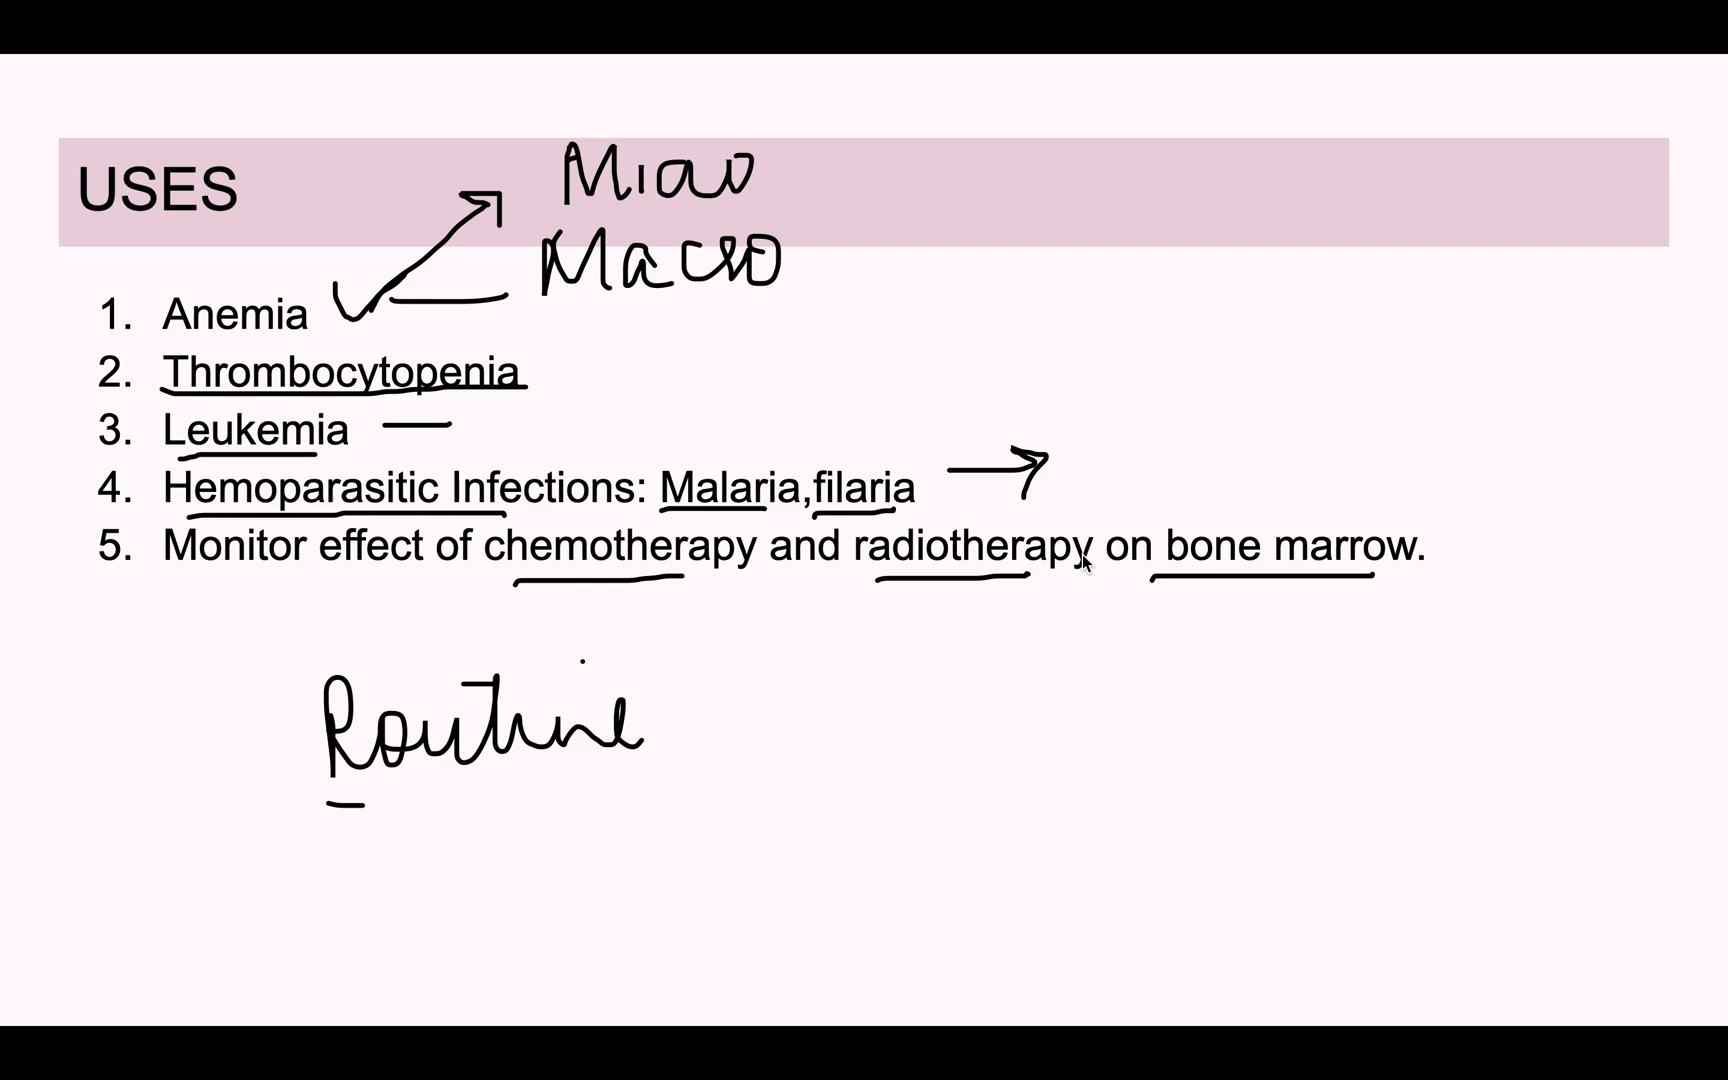 USES
Micro
Macro
1. Anemia
2. Thrombocytopenia
3. Leukemia
4. Hemoparasitic Infections: Malaria,filaria
5. Monitor effect of chemotherapy and radiotherapy on bone marrow.
Routine